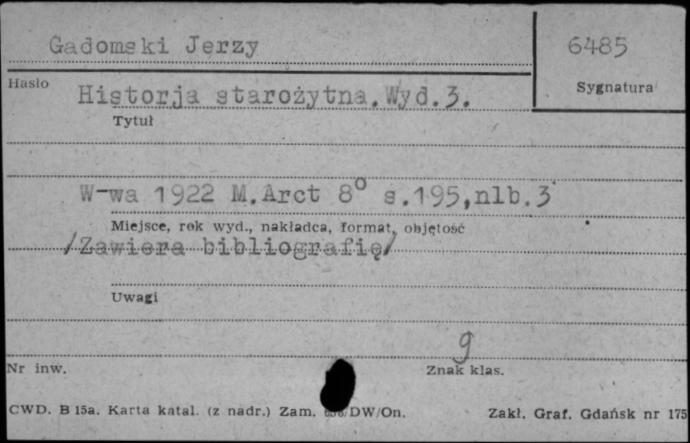 Gadomski Jerzy
6485
Hasło
Sygnatura
Historja starożytna. Wyd. 3.
Tytuł
W-wa 1922 M.Arct 8° s.195,nlb.3
Miejsce, rok wyd., nakładca, format, objętość
/Zawiera bibliografię/
Uwagi
g
Nr inw.
Znak klas.
CWD. B 15a. Karta katal. (z nadr.) Zam. DW/On.
Zakł. Graf. Gdańsk nr 175